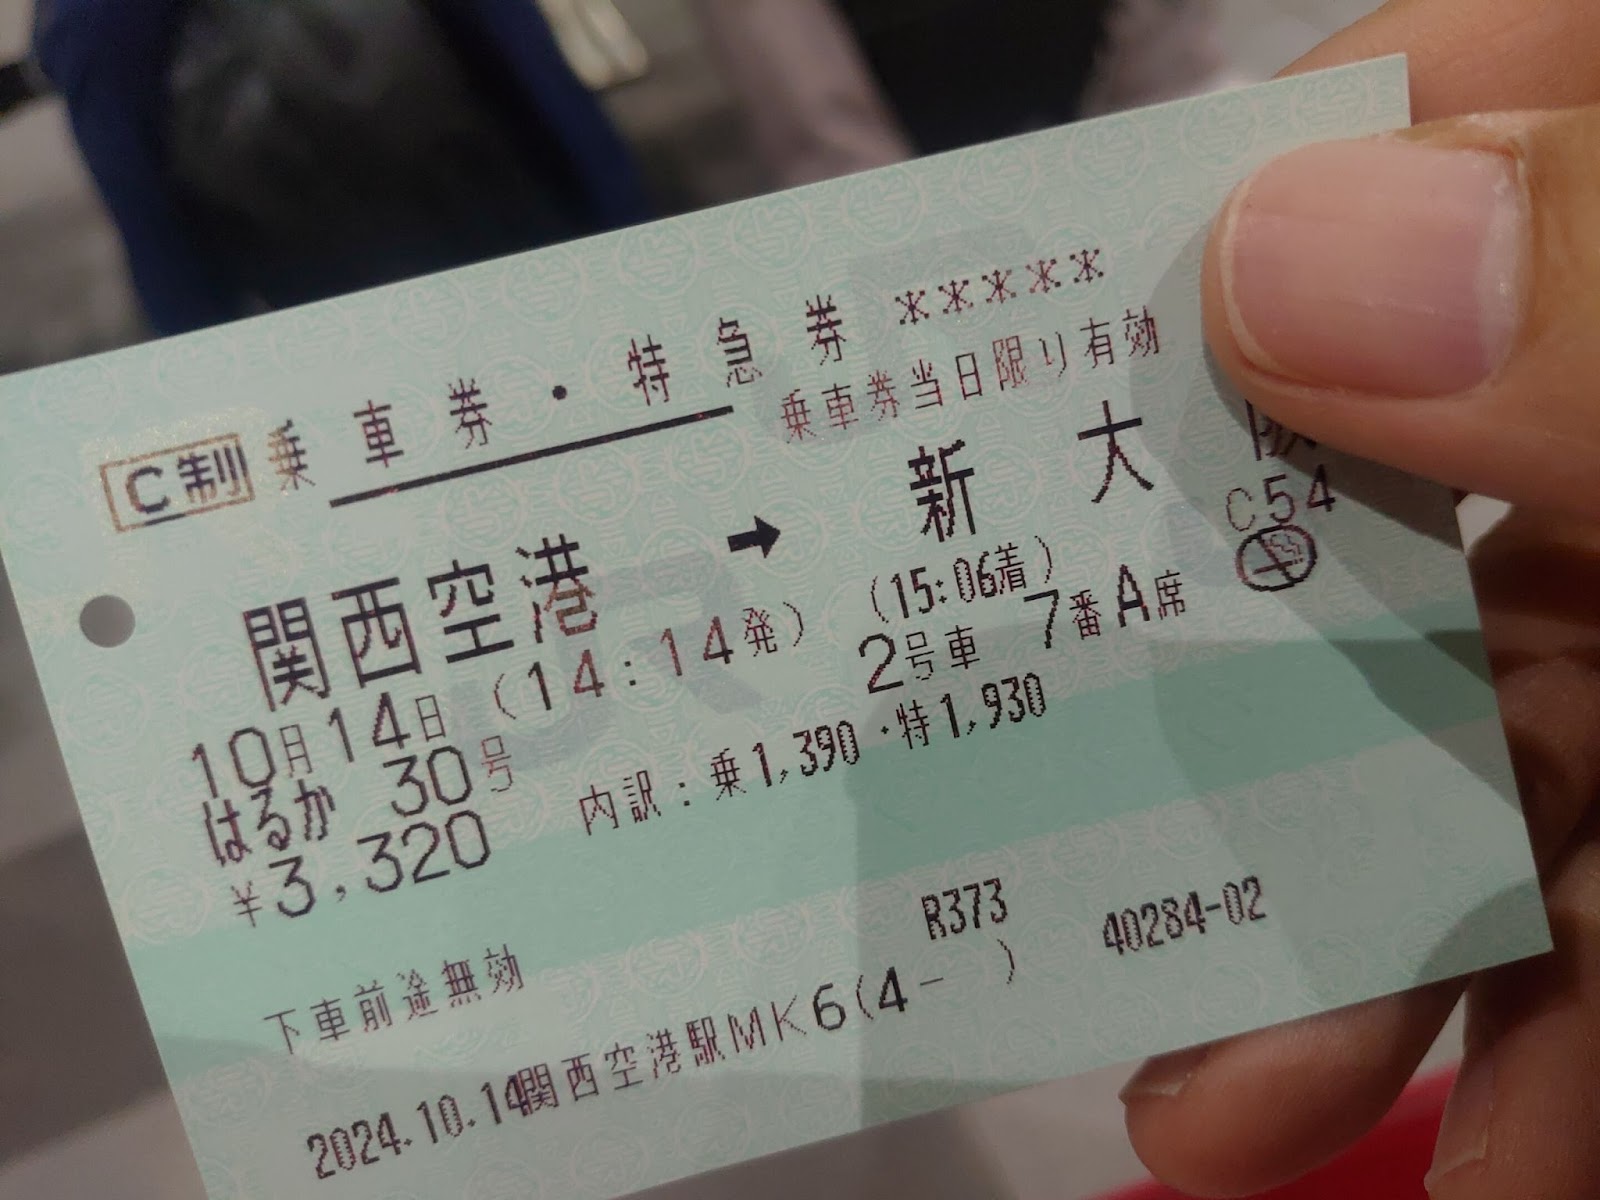 C制 乗車券・特急券 *****
乗車券当日限り有効
関西空港 → 新大阪
10月14日 (14:14発) (15:06着) C54
はるか 30号 2号車 7番A席
¥3,320 内訳:乗1,390・特1,930
下車前途無効
R373
2024.10.14関西空港駅MK6(4- ) 40284-02